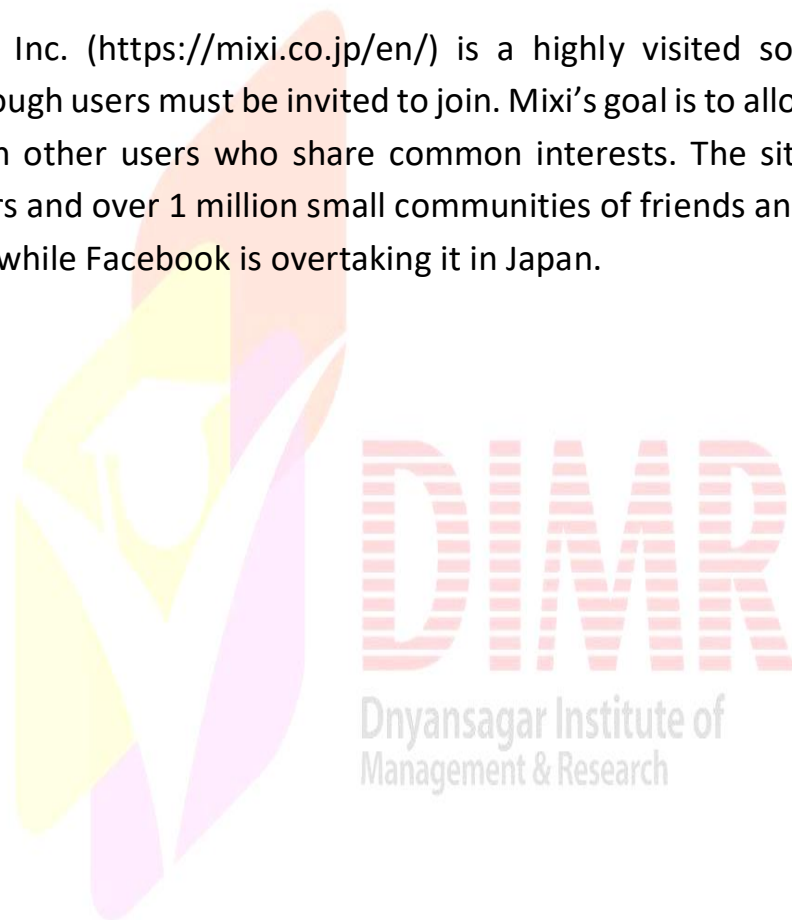 Inc. (https://mixi.co.jp/en/) is a highly visited so
ough users must be invited to join. Mixi’s goal is to allo
other users who share common interests. The sit
rs and over 1 million small communities of friends an
while Facebook is overtaking it in Japan.
DIMR
Dnyansagar Institute of
Management & Research